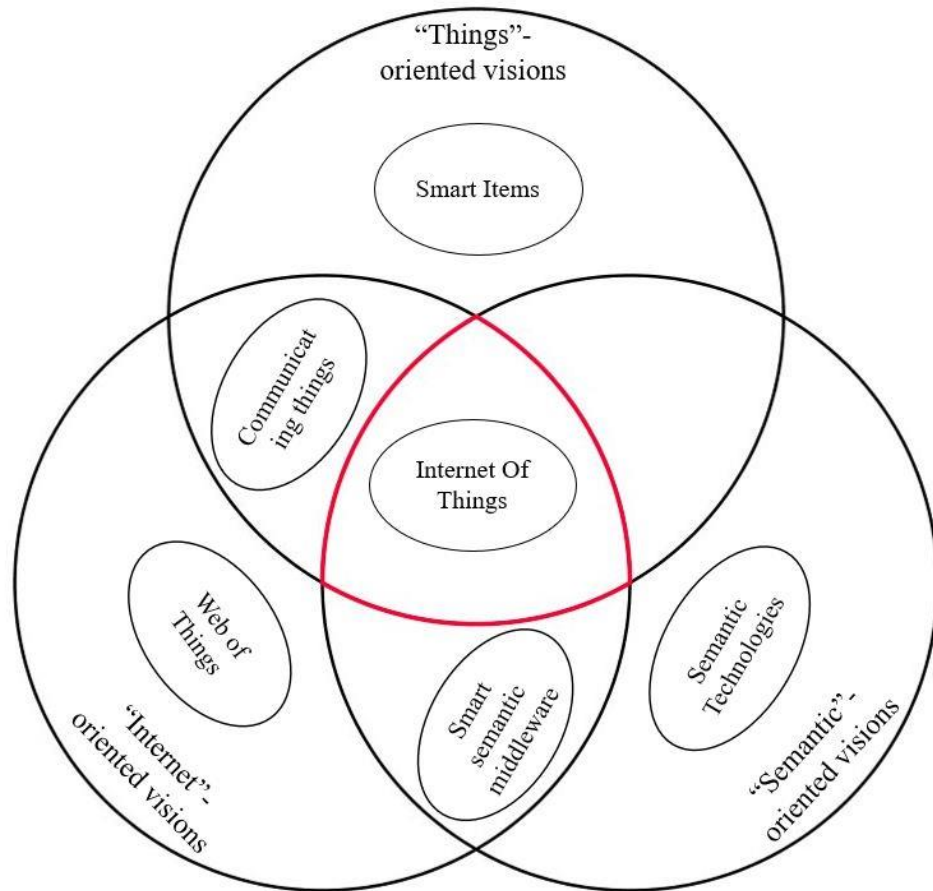 “Things”-
oriented visions
Smart Items
Communicat
ing things
Internet Of
Things
Web of
Things
Semantic
Technologies
Smart
semantic
middleware
“Internet”-
oriented visions
“Semantic”-
oriented visions